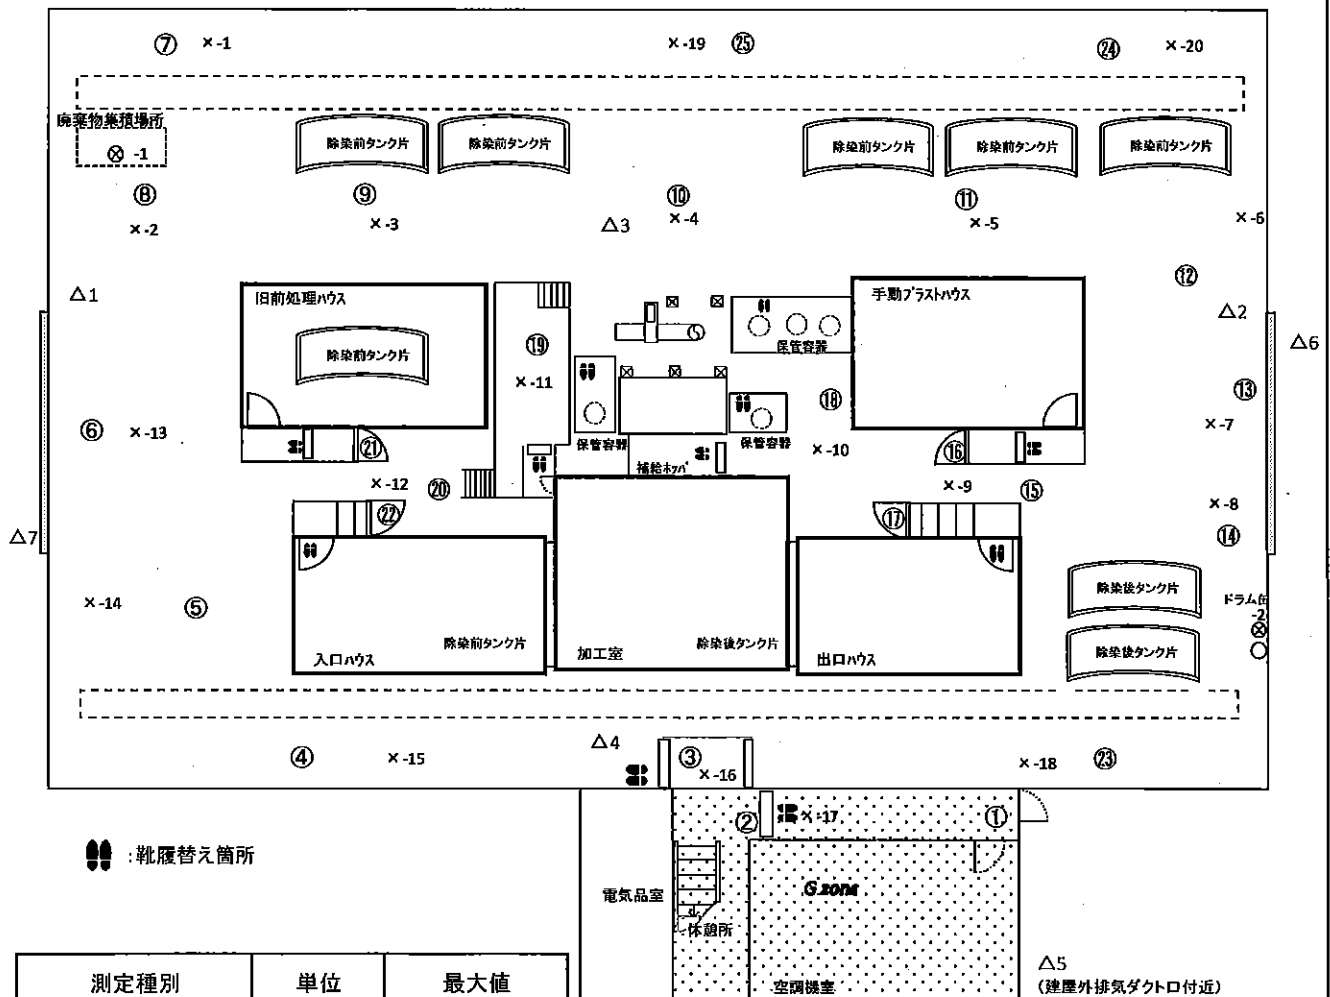 ⑦ ×-1 ×-19 ㉕ ㉔ ×-20
廃棄物集積場所
⊗ -1
除染前タンク片 除染前タンク片 除染前タンク片 除染前タンク片 除染前タンク片
⑧ ⑨ ⑩ ⑪
×-2 ×-3 △3 ×-4 ×-5 ×-6
⑫
△1 旧前処理ハウス 手動ブラストハウス
△2
除染前タンク片 ⑲ 保管容器 △6
×-11 ⑱ ⑬
⑥ ×-13 ㉑ 保管容器 保管容器 ×-10 ⑯ ×-7
補給ホッパ
×-12 ⑳ ×-9 ⑮
×-8
㉒ ⑰ ⑭
△7
除染後タンク片
×-14 ⑤ ドラム缶
-2
⊗
入口ハウス 除染前タンク片 加工室 除染後タンク片 出口ハウス 除染後タンク片
④ ×-15 △4 ③ ×-16 ×-18 ㉓
② ×-17 ①
:靴履替え箇所
電気品室 G zone
休憩所
測定種別 単位 最大値
空調機室
△5
(建屋外排気ダクト口付近)